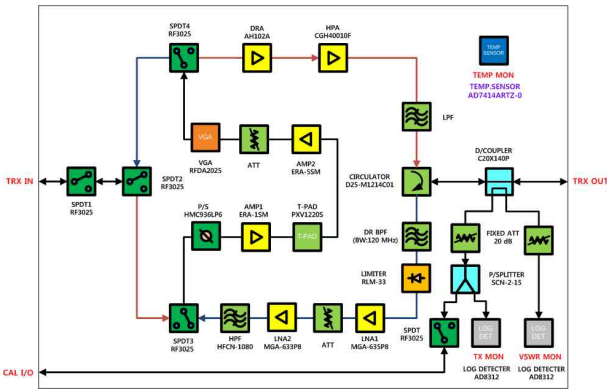 SPDT4
RF3025
DRA
AH102A
HPA
CGH40010F
TEMP
SENSOR
TEMP MON
TEMP.SENSOR
AD7414ARTZ-0
LPF
VGA
VGA
RFDA2025
ATT
AMP2
ERA-5SM
D/COUPLER
C20X140P
TRX IN
SPDT1
RF3025
SPDT2
RF3025
CIRCULATOR
D25-M1214C01
TRX OUT
P/S
HMC936LP6
AMP1
ERA-1SM
T-PAD
PXV1220S
T-PAD
DR BPF
(BW:120 MHz)
FIXED ATT
20 dB
LIMITER
RLM-33
P/SPLITTER
SCN-2-15
SPDT3
RF3025
HPF
HFCN-1080
LNA2
MGA-633P8
ATT
LNA1
MGA-635P8
SPDT
RF3025
LOG
DET
LOG
DET
TX MON
VSWR MON
LOG DETECTER
AD8312
LOG DETECTER
AD8312
CAL I/O